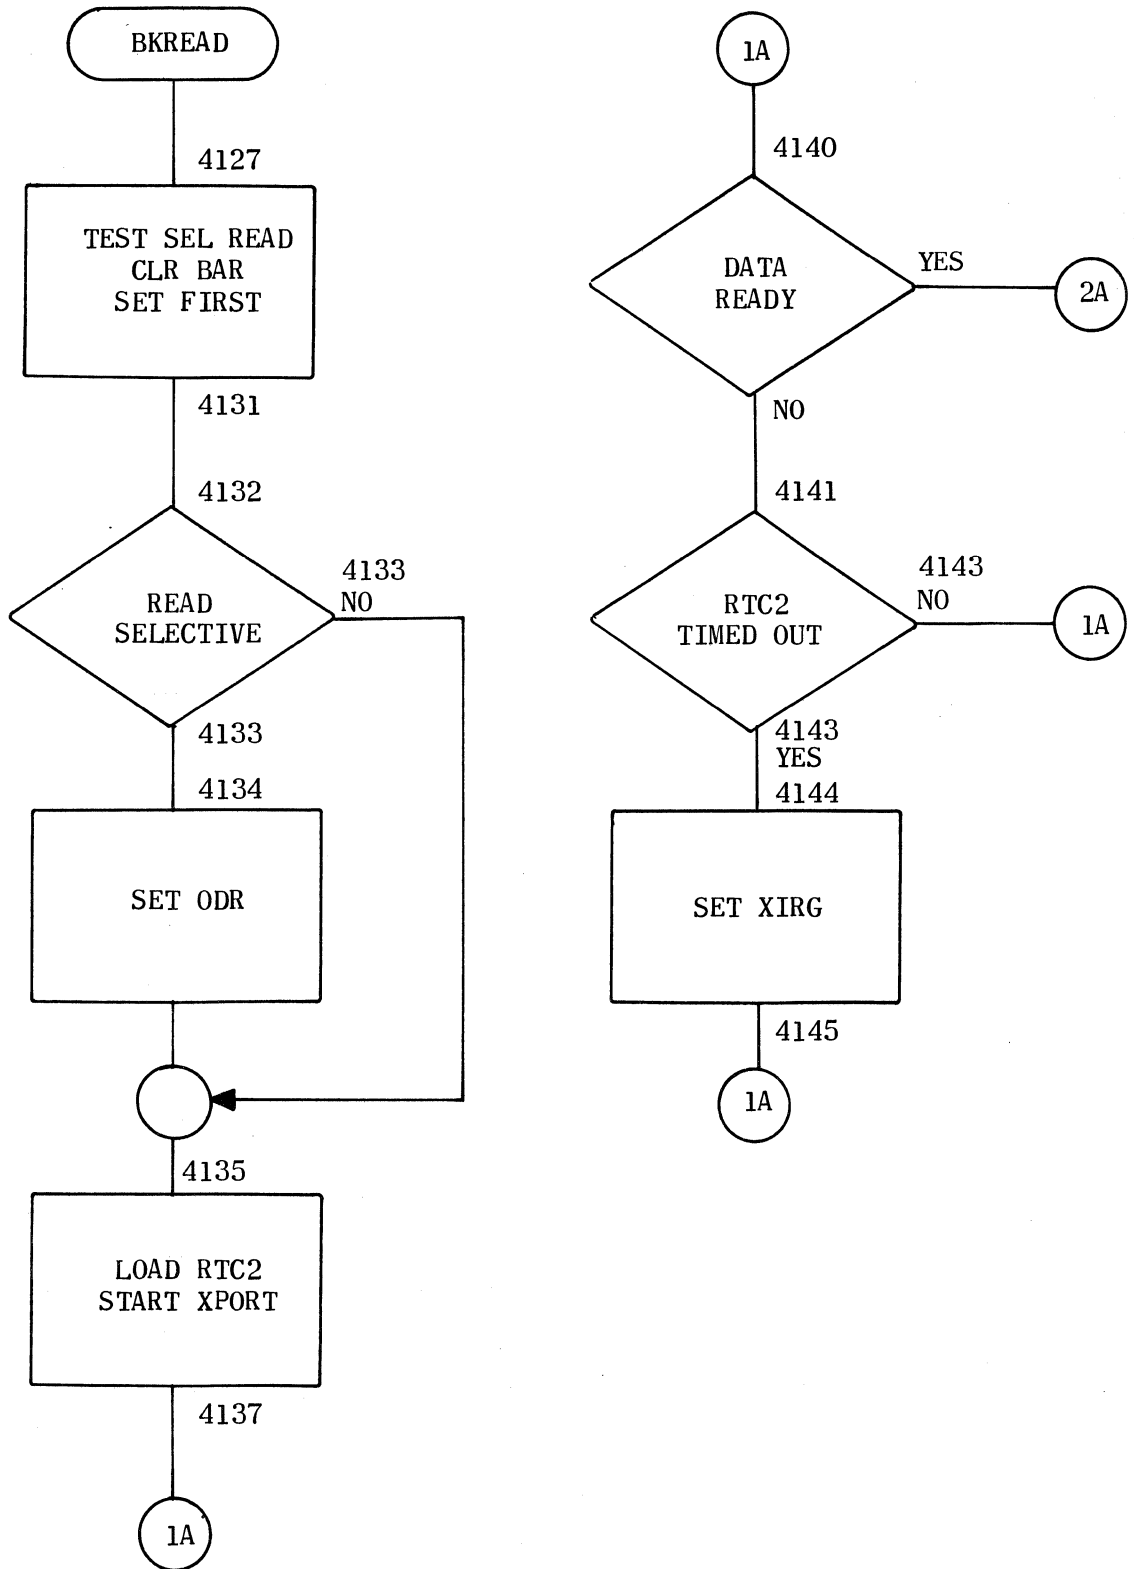 BKREAD
4127
TEST SEL READ
CLR BAR
SET FIRST
4131
4132
READ
SELECTIVE
4133
NO
4133
4134
SET ODR
4135
LOAD RTC2
START XPORT
4137
1A
1A
4140
DATA
READY
YES
2A
NO
4141
RTC2
TIMED OUT
4143
NO
1A
4143
YES
4144
SET XIRG
4145
1A